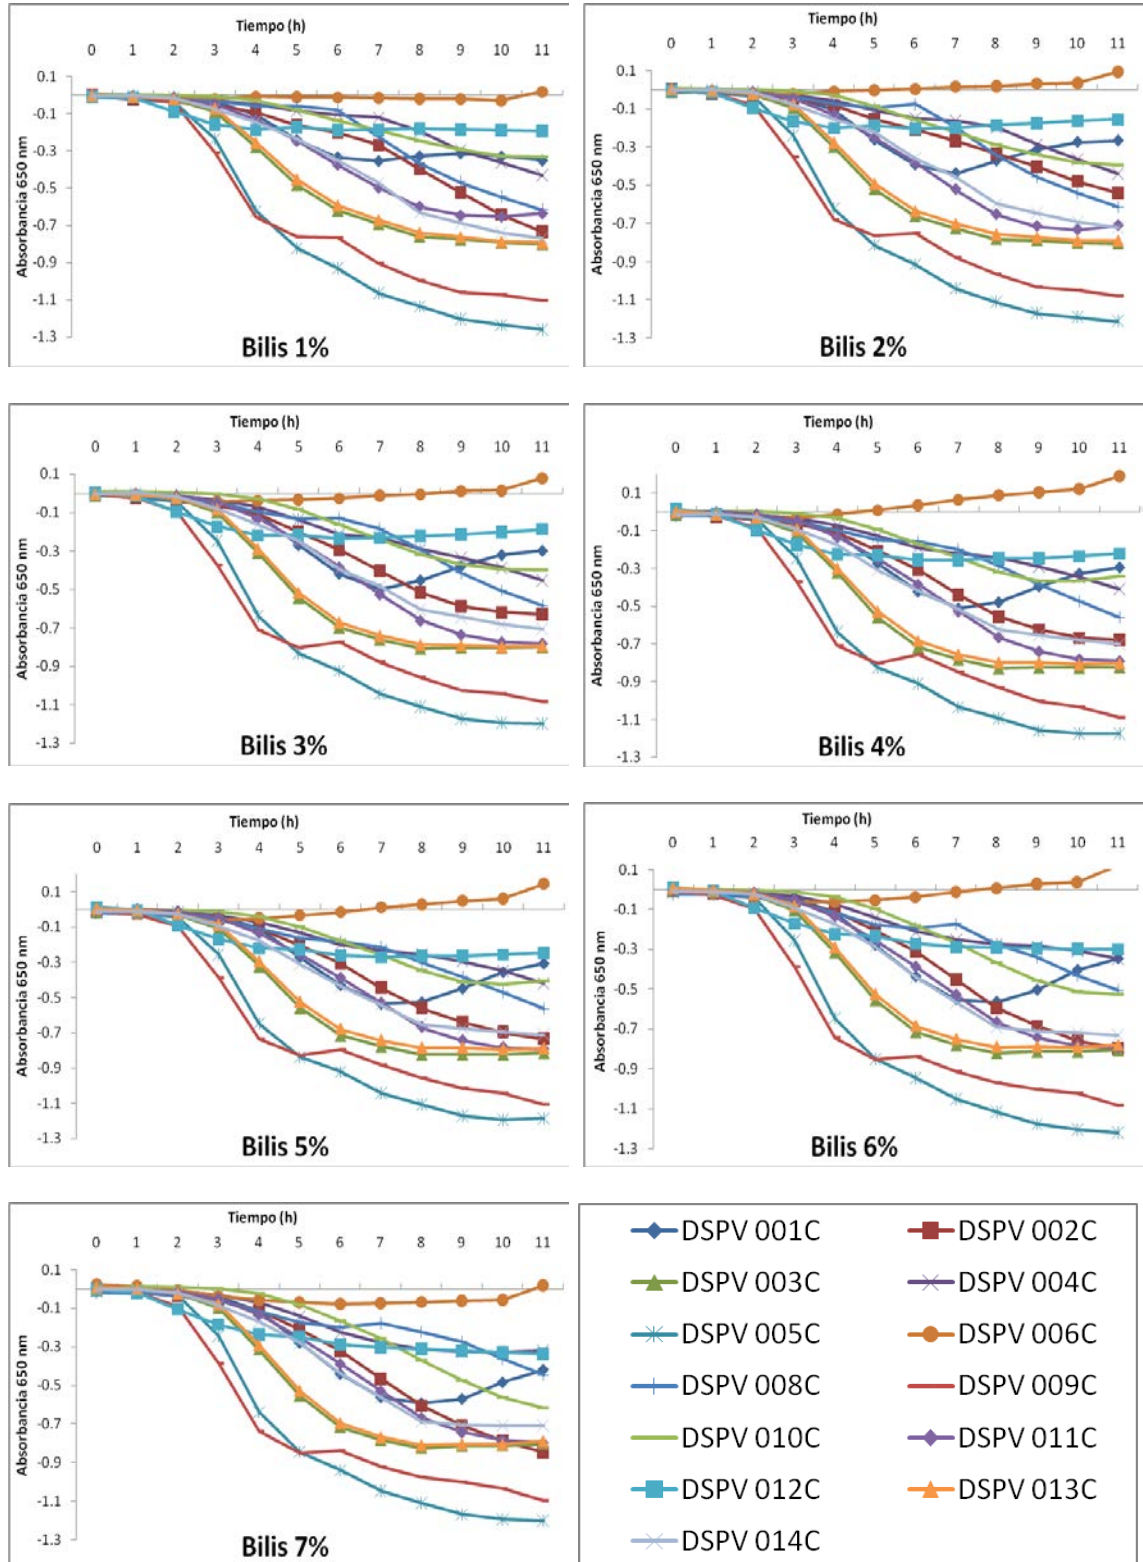 Tiempo (h)
0 1 2 3 4 5 6 7 8 9 10 11
0.1
-0.1
-0.3
-0.5
-0.7
-0.9
-1.1
-1.3
Absorbancia 650 nm
Bilis 1%
Tiempo (h)
0 1 2 3 4 5 6 7 8 9 10 11
0.1
-0.1
-0.3
-0.5
-0.7
-0.9
-1.1
-1.3
Absorbancia 650 nm
Bilis 2%
Tiempo (h)
0 1 2 3 4 5 6 7 8 9 10 11
0.1
-0.1
-0.3
-0.5
-0.7
-0.9
-1.1
-1.3
Absorbancia 650 nm
Bilis 3%
Tiempo (h)
0 1 2 3 4 5 6 7 8 9 10 11
0.1
-0.1
-0.3
-0.5
-0.7
-0.9
-1.1
-1.3
Absorbancia 650 nm
Bilis 4%
Tiempo (h)
0 1 2 3 4 5 6 7 8 9 10 11
0.1
-0.1
-0.3
-0.5
-0.7
-0.9
-1.1
-1.3
Absorbancia 650 nm
Bilis 5%
Tiempo (h)
0 1 2 3 4 5 6 7 8 9 10 11
0.1
-0.1
-0.3
-0.5
-0.7
-0.9
-1.1
-1.3
Absorbancia 650 nm
Bilis 6%
Tiempo (h)
0 1 2 3 4 5 6 7 8 9 10 11
0.1
-0.1
-0.3
-0.5
-0.7
-0.9
-1.1
-1.3
Absorbancia 650 nm
Bilis 7%
DSPV 001C DSPV 002C
DSPV 003C DSPV 004C
DSPV 005C DSPV 006C
DSPV 008C DSPV 009C
DSPV 010C DSPV 011C
DSPV 012C DSPV 013C
DSPV 014C